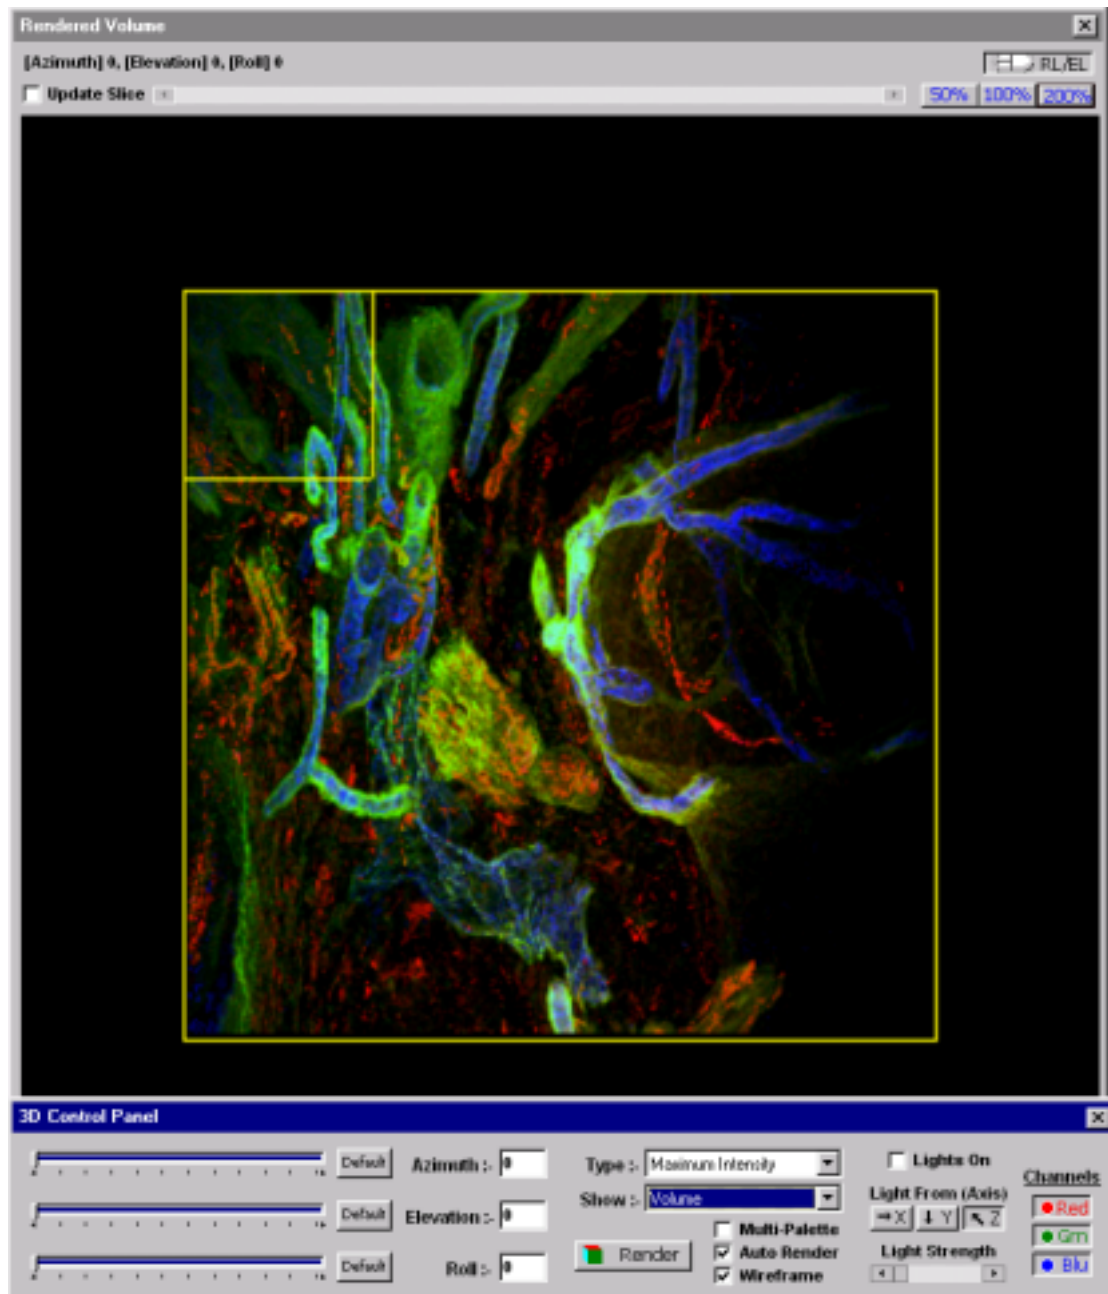 Rendered Volume
[Azimuth] 0, [Elevation] 0, [Roll] 0
RL/EL
Update Slice
50% 100% 200%
3D Control Panel
Default Azimuth :- 0 Type :- Maximum Intensity Lights On
Channels
Show :- Volume Light From (Axis)
Default Elevation :- 0 X Y Z Red
Multi-Palette Grn
Render Auto Render Light Strength
Default Roll :- 0 Wireframe Blu